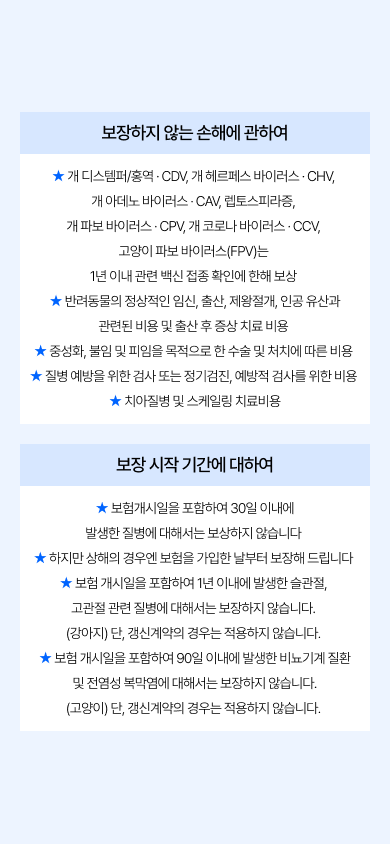 보장하지 않는 손해에 관하여
★ 개 디스템퍼/홍역 · CDV, 개 헤르페스 바이러스 · CHV,
개 아데노 바이러스 · CAV, 렙토스피라증,
개 파보 바이러스 · CPV, 개 코로나 바이러스 · CCV,
고양이 파보 바이러스(FPV)는
1년 이내 관련 백신 접종 확인에 한해 보상
★ 반려동물의 정상적인 임신, 출산, 제왕절개, 인공 유산과
관련된 비용 및 출산 후 증상 치료 비용
★ 중성화, 불임 및 피임을 목적으로 한 수술 및 처치에 따른 비용
★ 질병 예방을 위한 검사 또는 정기검진, 예방적 검사를 위한 비용
★ 치아질병 및 스케일링 치료비용
보장 시작 기간에 대하여
★ 보험개시일을 포함하여 30일 이내에
발생한 질병에 대해서는 보상하지 않습니다
★ 하지만 상해의 경우엔 보험을 가입한 날부터 보장해 드립니다
★ 보험 개시일을 포함하여 1년 이내에 발생한 슬관절,
고관절 관련 질병에 대해서는 보장하지 않습니다.
(강아지) 단, 갱신계약의 경우는 적용하지 않습니다.
★ 보험 개시일을 포함하여 90일 이내에 발생한 비뇨기계 질환
및 전염성 복막염에 대해서는 보장하지 않습니다.
(고양이) 단, 갱신계약의 경우는 적용하지 않습니다.